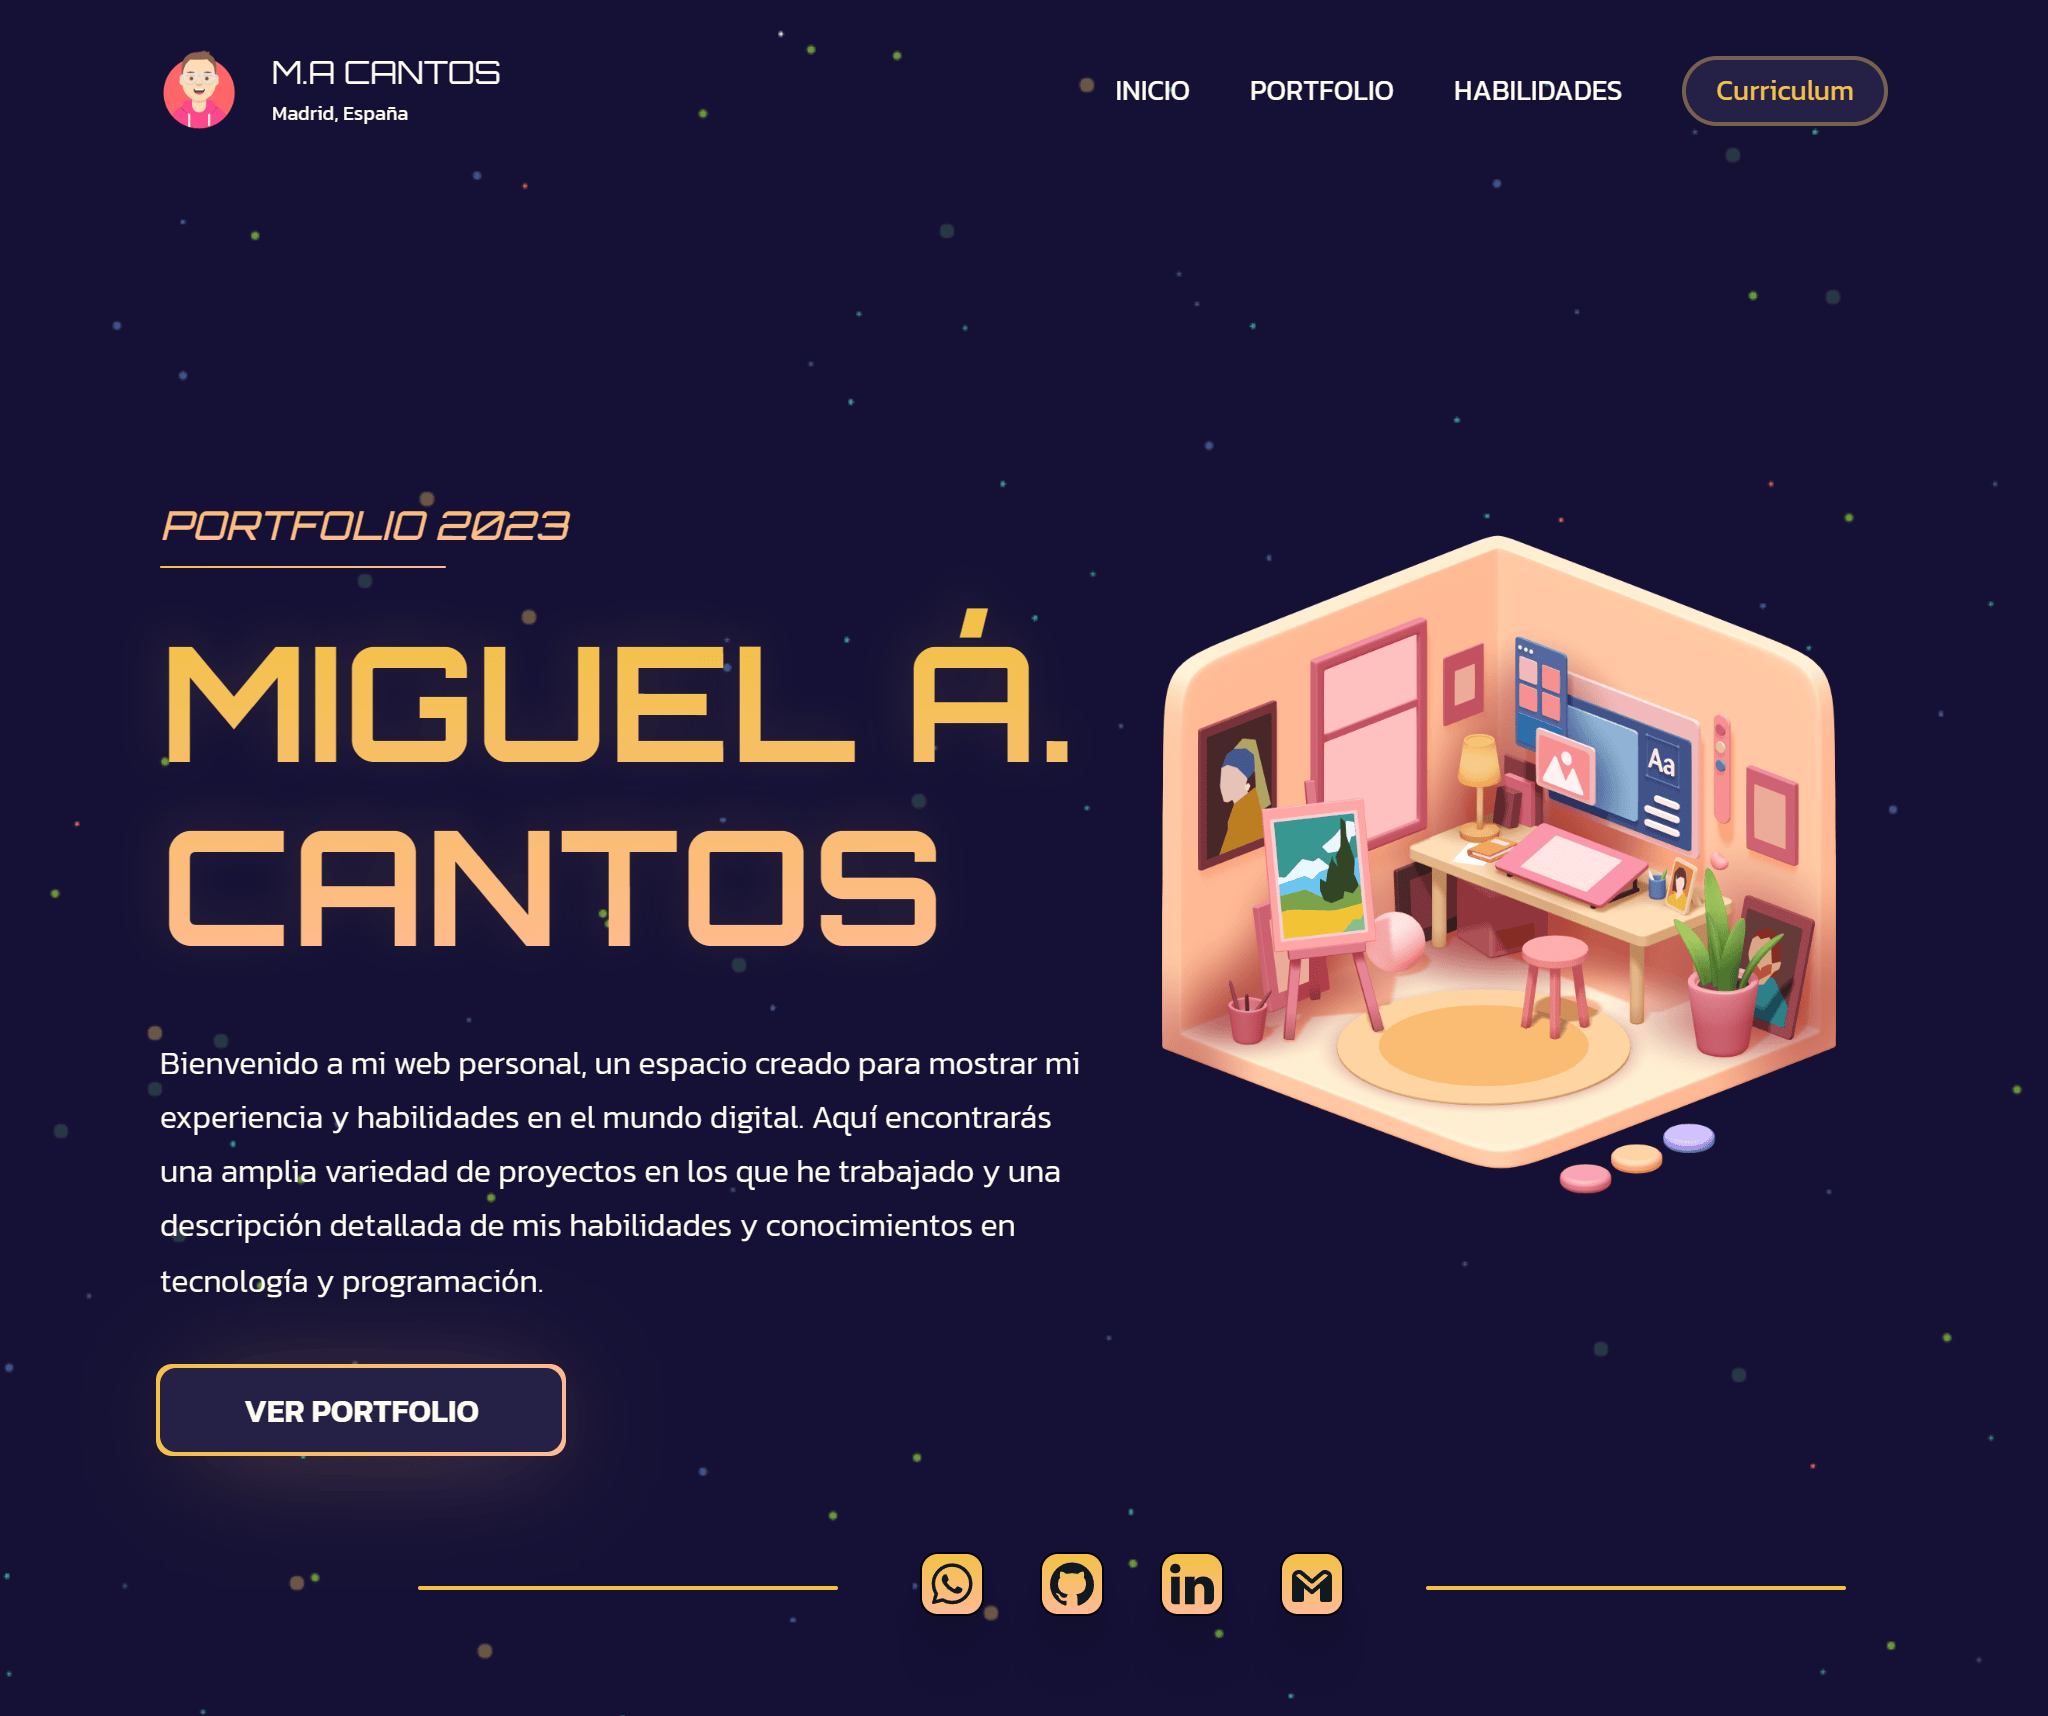 M.A CANTOS
Madrid, España
INICIO PORTFOLIO HABILIDADES Curriculum
PORTFOLIO 2023
MIGUEL Á.
CANTOS
Aa
Bienvenido a mi web personal, un espacio creado para mostrar mi
experiencia y habilidades en el mundo digital. Aquí encontrarás
una amplia variedad de proyectos en los que he trabajado y una
descripción detallada de mis habilidades y conocimientos en
tecnología y programación.
VER PORTFOLIO
in